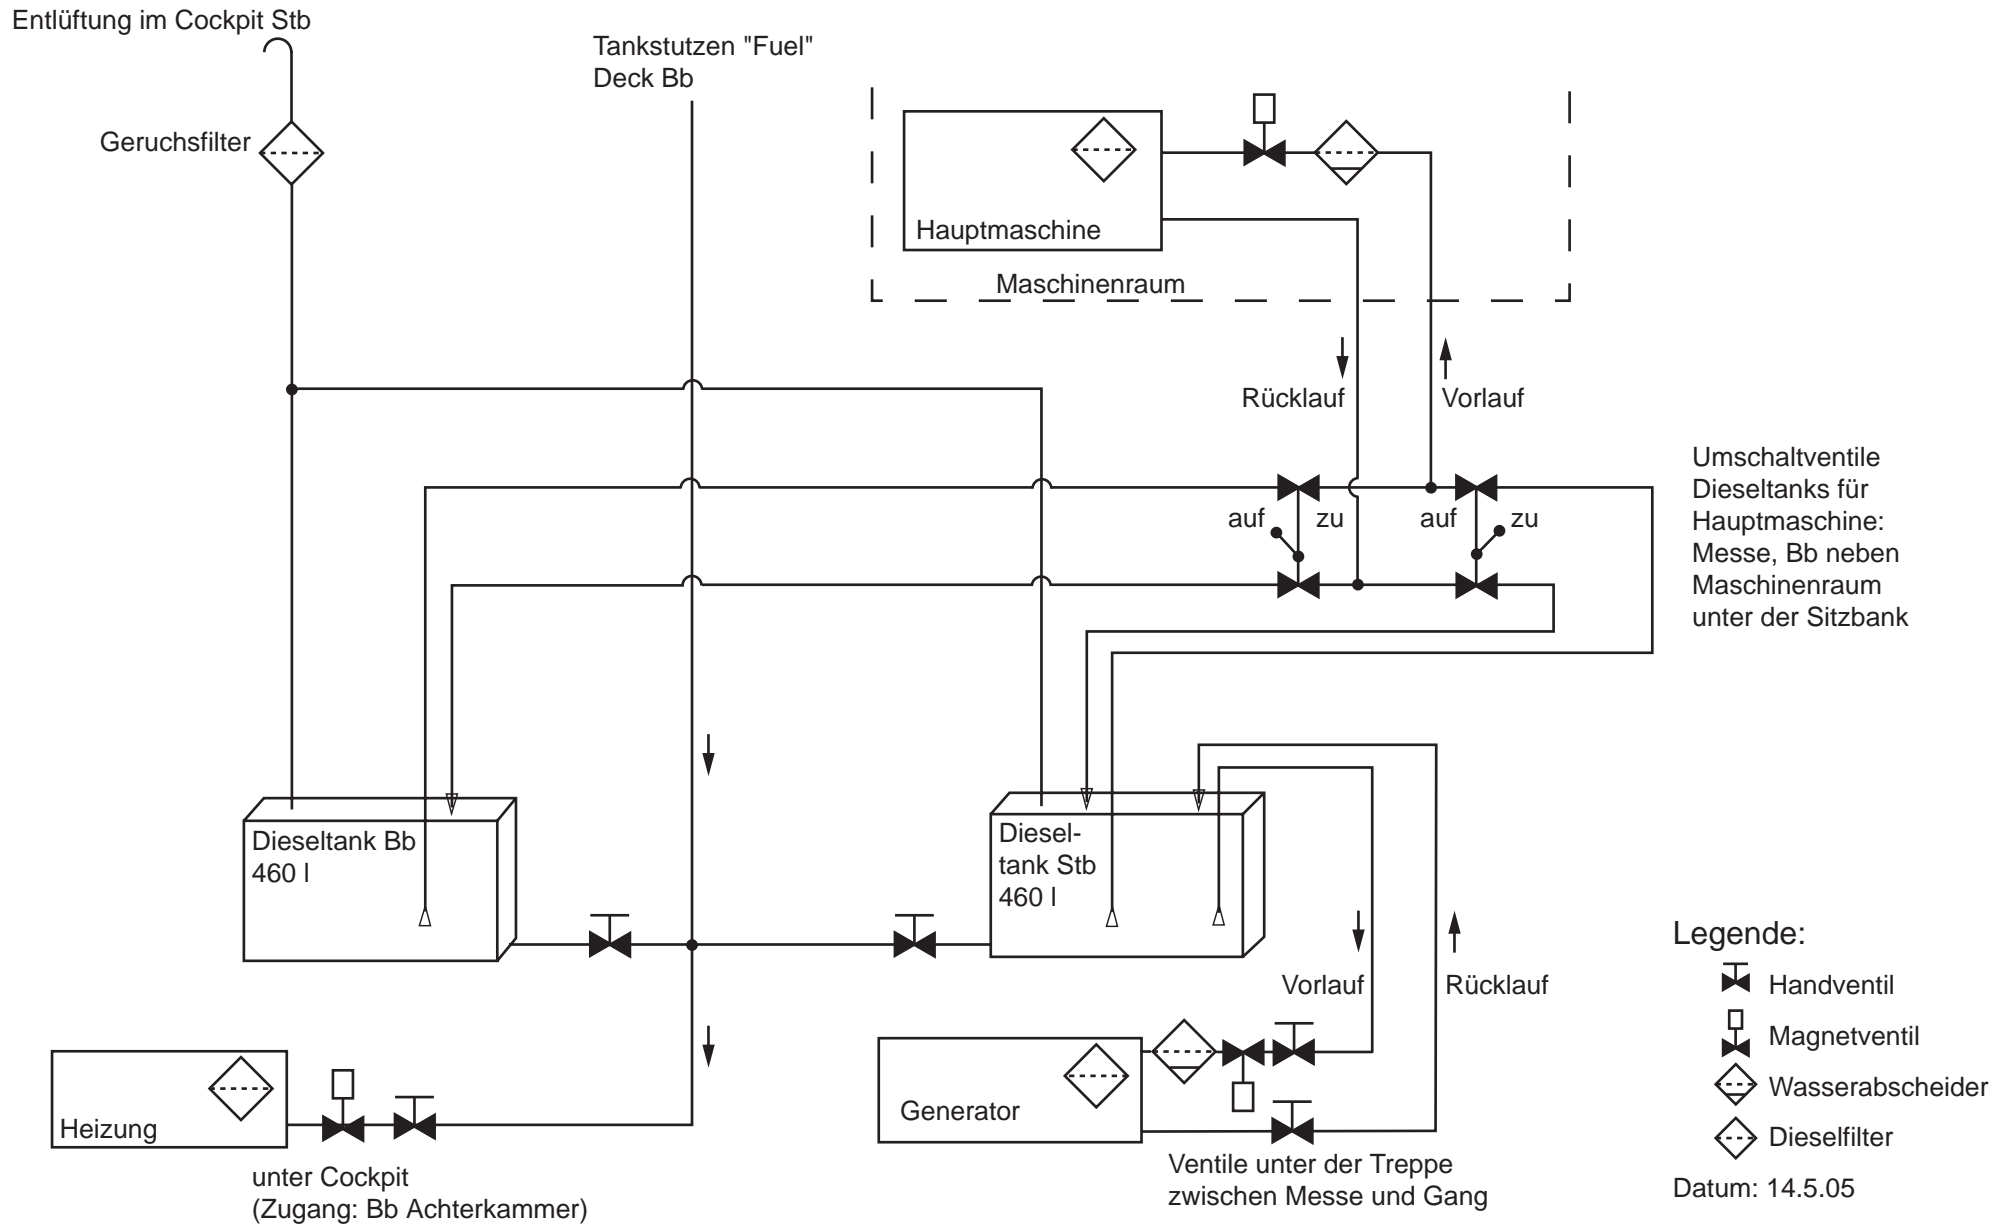 Entlüftung im Cockpit Stb
Tankstutzen "Fuel"
Deck Bb
Geruchsfilter
Hauptmaschine
Maschinenraum
Rücklauf
Vorlauf
Umschaltventile
Dieseltanks für
Hauptmaschine:
Messe, Bb neben
Maschinenraum
unter der Sitzbank
auf
zu
auf
zu
Dieseltank Bb
460 l
Diesel-
tank Stb
460 l
Vorlauf
Rücklauf
Heizung
unter Cockpit
(Zugang: Bb Achterkammer)
Generator
Ventile unter der Treppe
zwischen Messe und Gang
Legende:
Handventil
Magnetventil
Wasserabscheider
Dieselfilter
Datum: 14.5.05